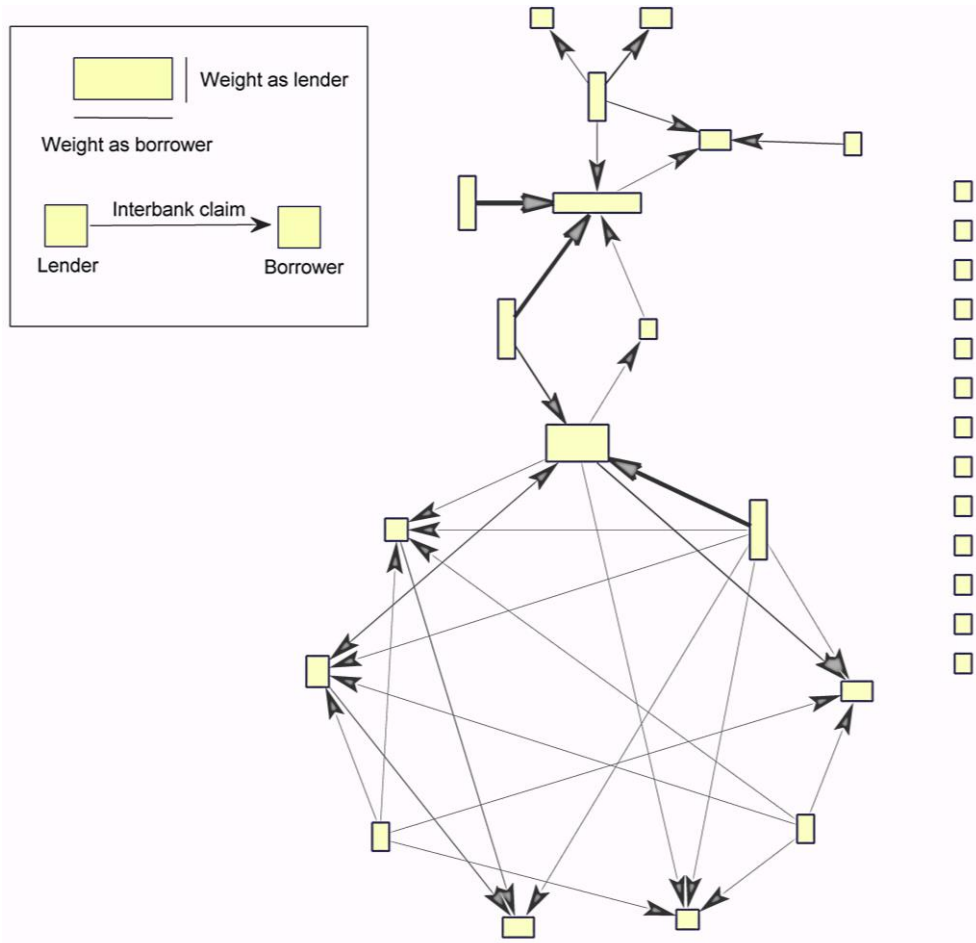 Weight as lender
Weight as borrower
Interbank claim
Lender
Borrower